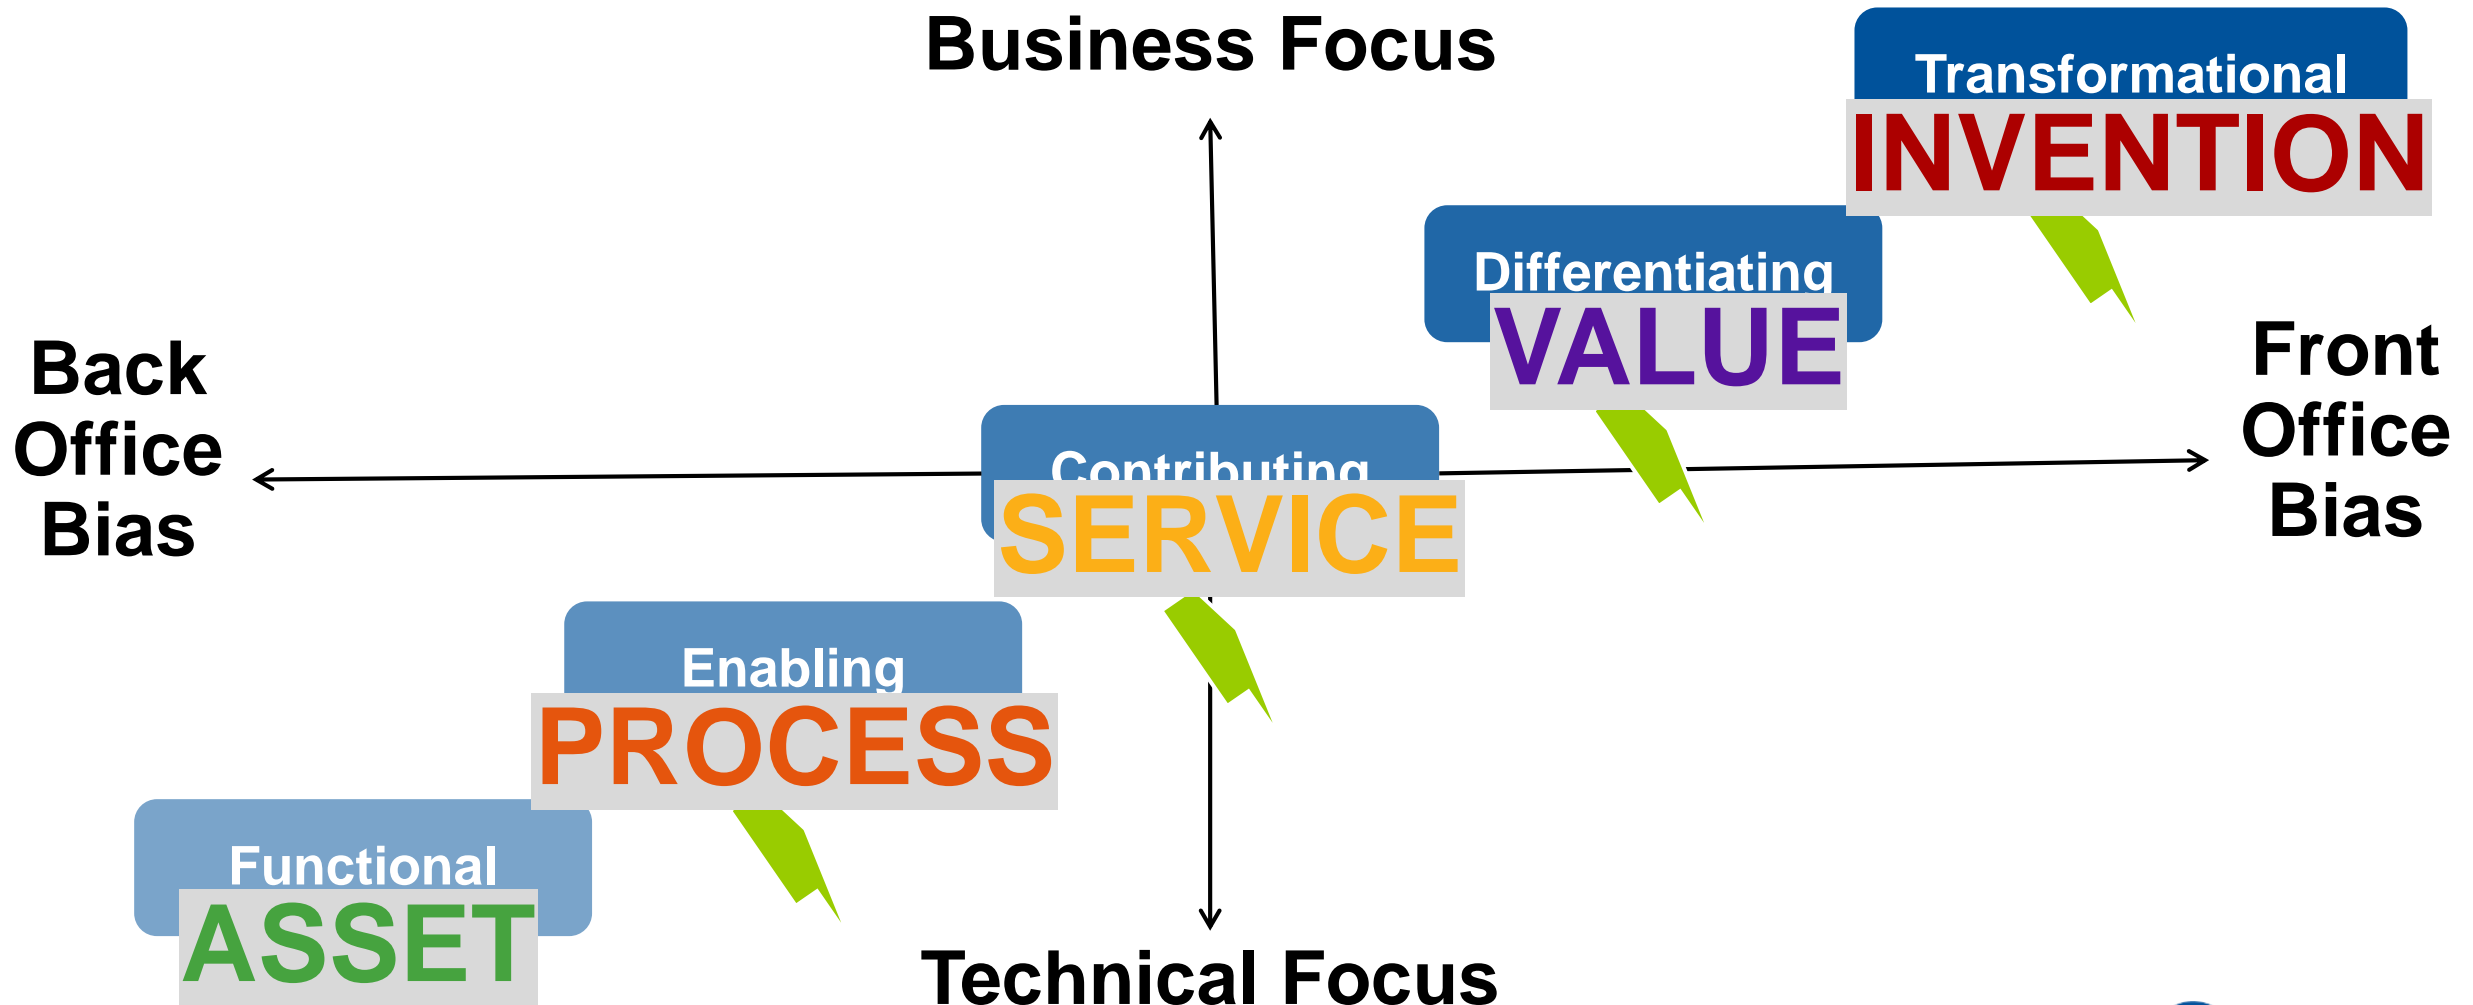 Business Focus
Transformational
INVENTION
Differentiating
VALUE
Back
Office
Bias
Front
Office
Bias
Contributing
SERVICE
Enabling
PROCESS
Functional
ASSET
Technical Focus